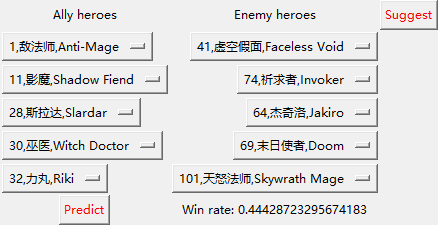 Ally heroes Enemy heroes Suggest
1,敌法师,Anti-Mage 41,虚空假面,Faceless Void
11,影魔,Shadow Fiend 74,祈求者,Invoker
28,斯拉达,Slardar 64,杰奇洛,Jakiro
30,巫医,Witch Doctor 69,末日使者,Doom
32,力丸,Riki 101,天怒法师,Skywrath Mage
Predict Win rate: 0.44428723295674183